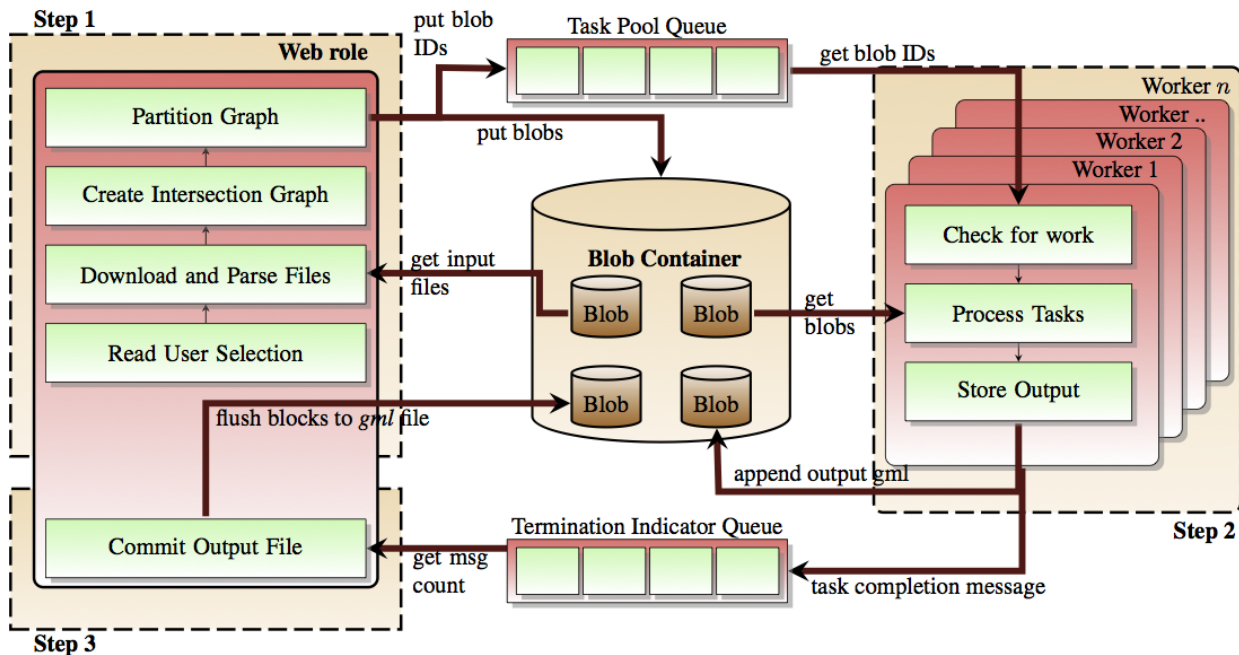 Step 1
Web role
Partition Graph
Create Intersection Graph
Download and Parse Files
Read User Selection
Commit Output File
Step 3
put blob
IDs
Task Pool Queue
get blob IDs
put blobs
Blob Container
get input
files
Blob
Blob
Blob
Blob
get
blobs
flush blocks to gml file
append output gml
Termination Indicator Queue
get msg
count
task completion message
Worker n
Worker ..
Worker 2
Worker 1
Check for work
Process Tasks
Store Output
Step 2